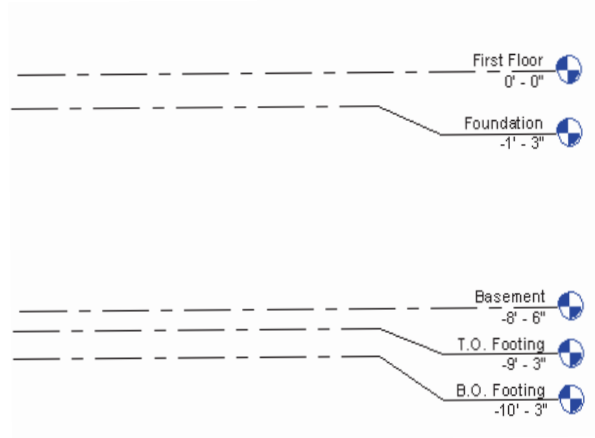 First Floor
0' - 0"
Foundation
-1' - 3"
Basement
-8' - 6"
T.O. Footing
-9' - 3"
B.O. Footing
-10' - 3"